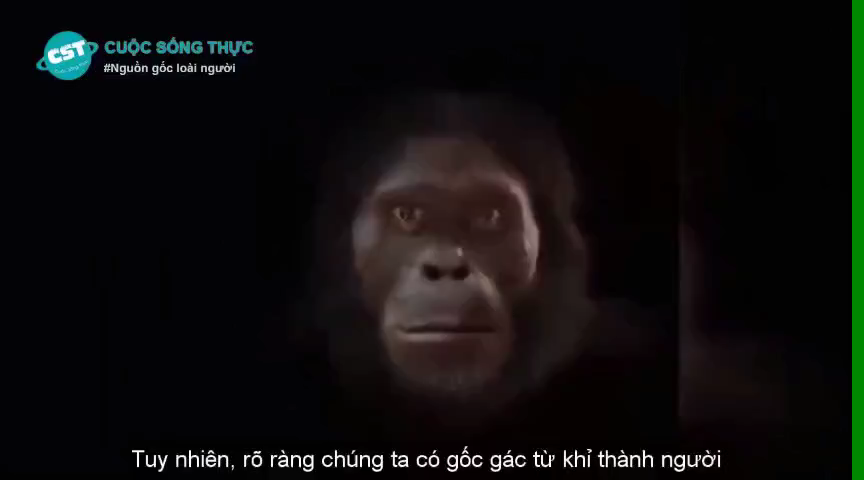 CST
CUỘC SỐNG THỰC
#Nguồn gốc loài người
Tuy nhiên, rõ ràng chúng ta có gốc gác từ khỉ thành người